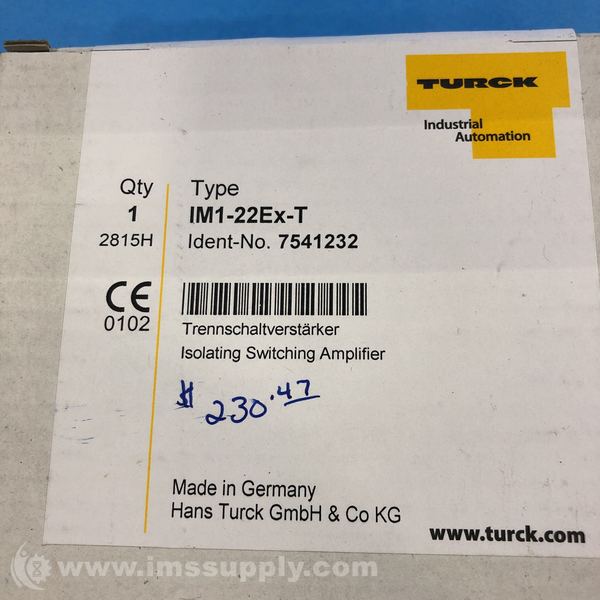 TURCK
Industrial
Automation
Qty
1
2815H
Type
IM1-22Ex-T
Ident-No. 7541232
CE
0102
Trennschaltverstärker
Isolating Switching Amplifier
$ 230.47
Made in Germany
Hans Turck GmbH & Co KG
www.turck.com
www.imssupply.com